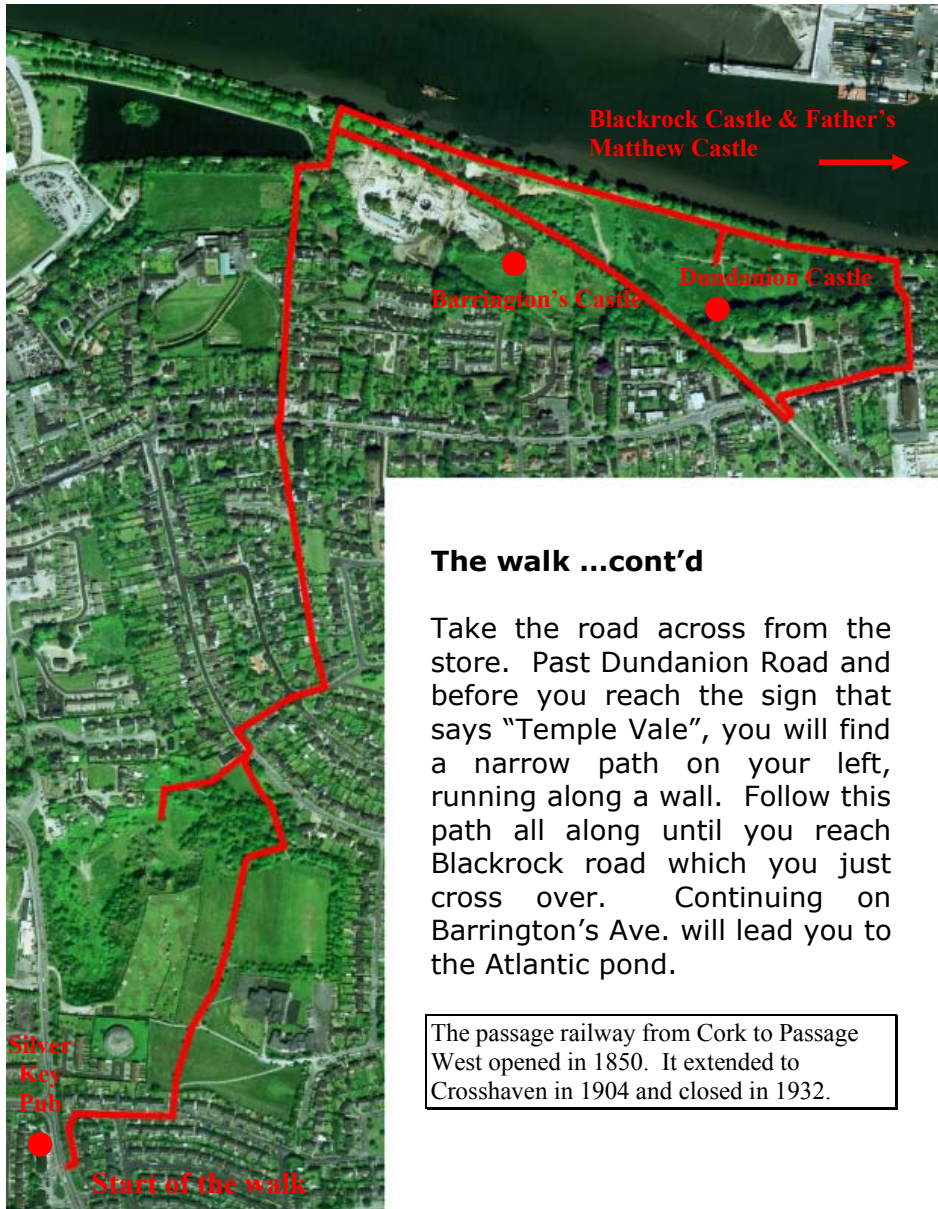 Blackrock Castle & Father's
Matthew Castle
Dundanion Castle
Barrington's Castle
The walk ...cont'd
Take the road across from the
store. Past Dundanion Road and
before you reach the sign that
says “Temple Vale”, you will find
a narrow path on your left,
running along a wall. Follow this
path all along until you reach
Blackrock road which you just
cross over. Continuing on
Barrington's Ave. will lead you to
the Atlantic pond.
The passage railway from Cork to Passage
West opened in 1850. It extended to
Crosshaven in 1904 and closed in 1932.
Silver
Key
Pub
Start of the walk